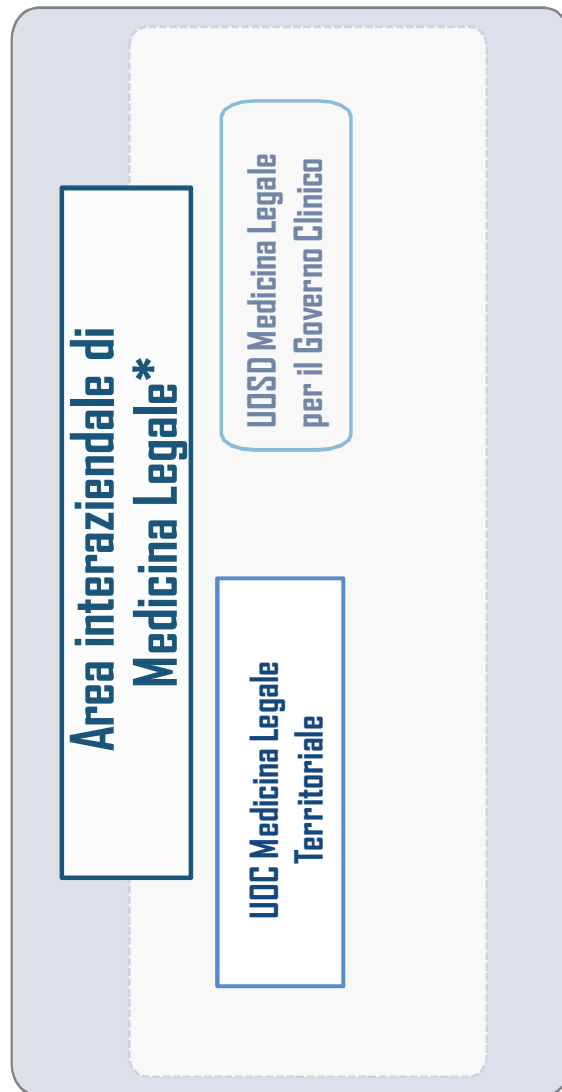 Area interaziendale di
Medicina Legale*
UOC Medicina Legale
Territoriale
UOSD Medicina Legale
per il Governo Clinico